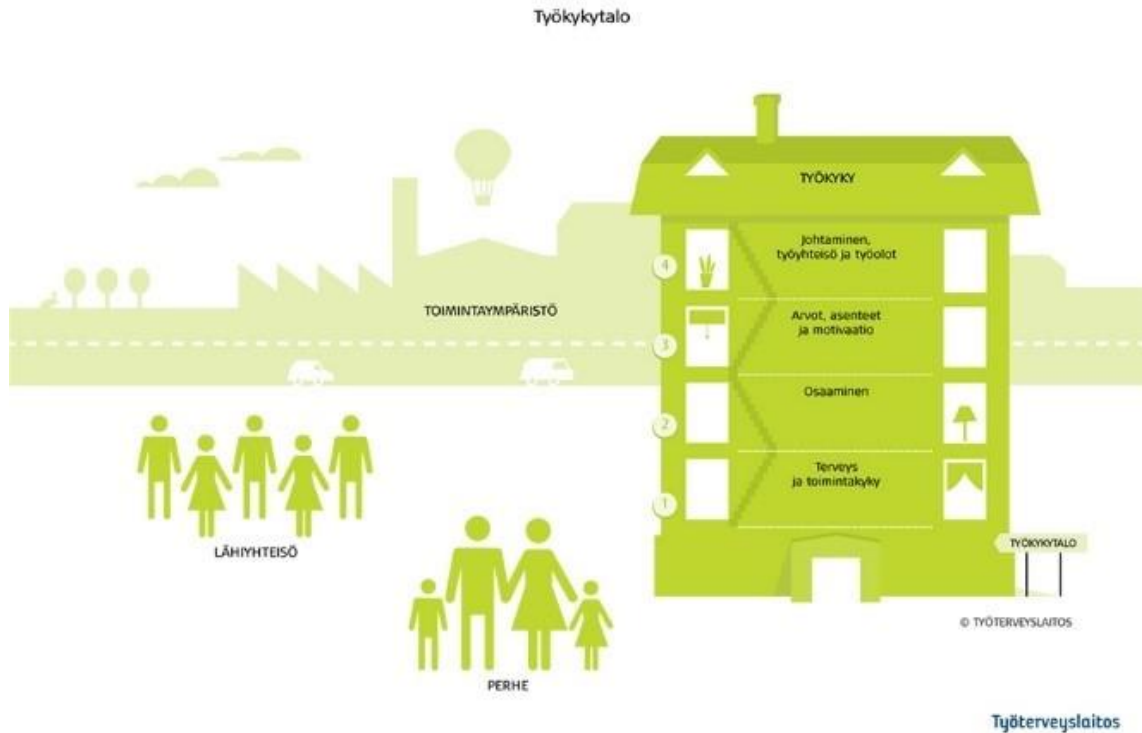 Työkykytalo
TYÖKYKY
4
Johtaminen,
työyhteisö ja työolot
3
Arvot, asenteet
ja motivaatio
2
Osaaminen
1
Terveys
ja toimintakyky
TOIMINTAYMPÄRISTÖ
LÄHIYHTEISÖ
PERHE
TYÖKYKYTALO
© TYÖTERVEYSLAITOS
Työterveyslaitos